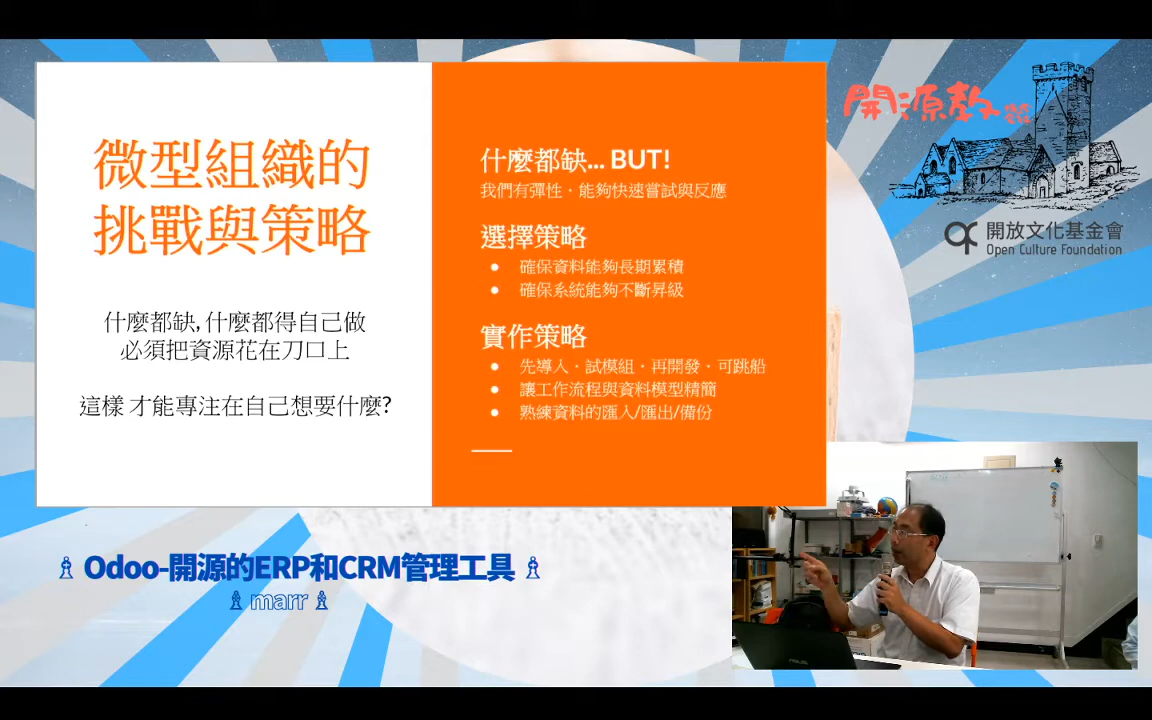 微型組織的
挑戰與策略
什麼都缺, 什麼都得自己做
必須把資源花在刀口上
這樣 才能專注在自己想要什麼?
什麼都缺... BUT!
我們有彈性．能夠快速嘗試與反應
選擇策略
● 確保資料能夠長期累積
● 確保系統能夠不斷昇級
實作策略
● 先導入．試模組．再開發．可跳船
● 讓工作流程與資料模型精簡
● 熟練資料的匯入/匯出/備份
開源教
開放文化基金會
Open Culture Foundation
Odoo-開源的ERP和CRM管理工具
marr
ASUS